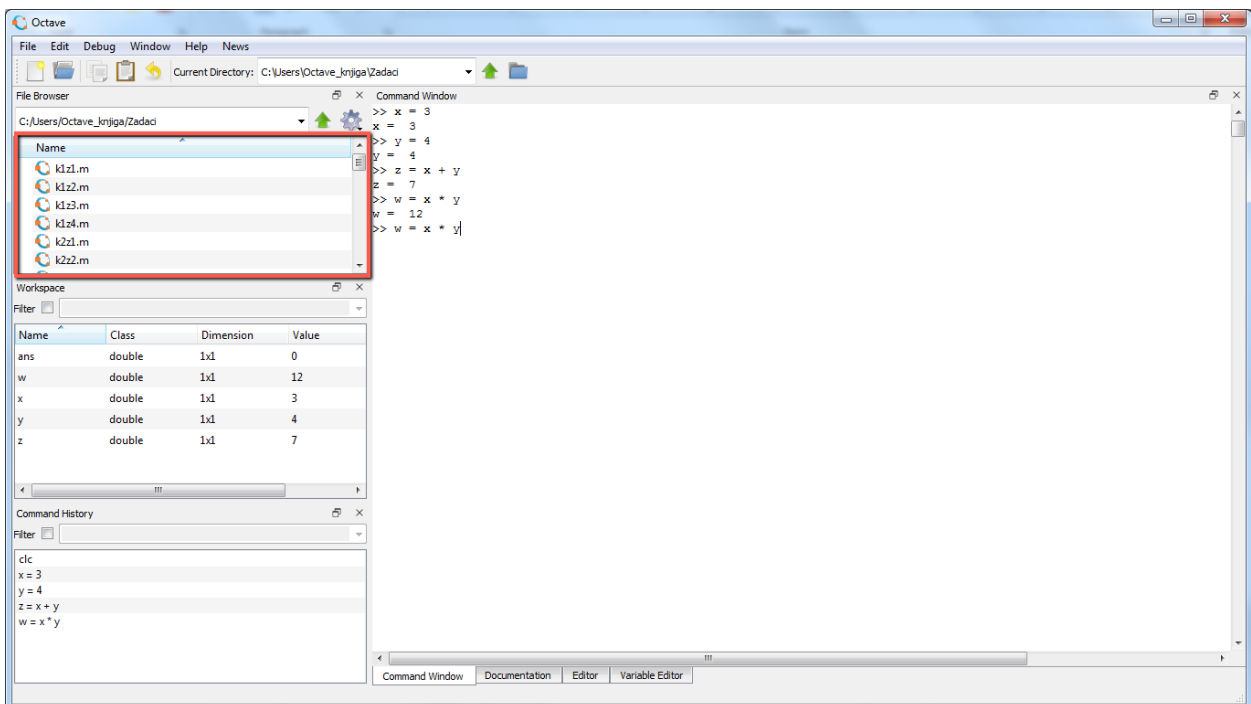 Octave
File Edit Debug Window Help News
Current Directory: C:\Users\Octave_knjiga\Zadaci
File Browser
C:/Users/Octave_knjiga/Zadaci
Name
k1z1.m
k1z2.m
k1z3.m
k1z4.m
k2z1.m
k2z2.m
Workspace
Filter
Name Class Dimension Value
ans double 1x1 0
w double 1x1 12
x double 1x1 3
y double 1x1 4
z double 1x1 7
Command History
Filter
clc
x = 3
y = 4
z = x + y
w = x * y
Command Window
>> x = 3
x = 3
>> y = 4
y = 4
>> z = x + y
z = 7
>> w = x * y
w = 12
>> w = x * y
Command Window Documentation Editor Variable Editor